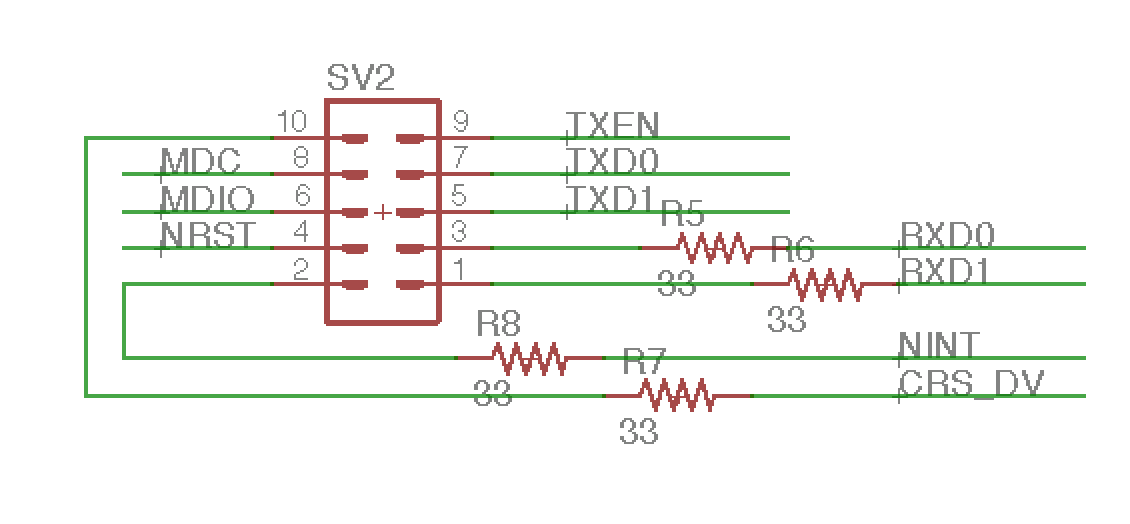 SV2
10 9 TXEN
MDC 8 7 TXD0
MDIO 6 5 TXD1 R5
NRST 4 3 R6 RXD0
2 1 33 RXD1
R8 33
R7 NINT
33 CRS_DV
33